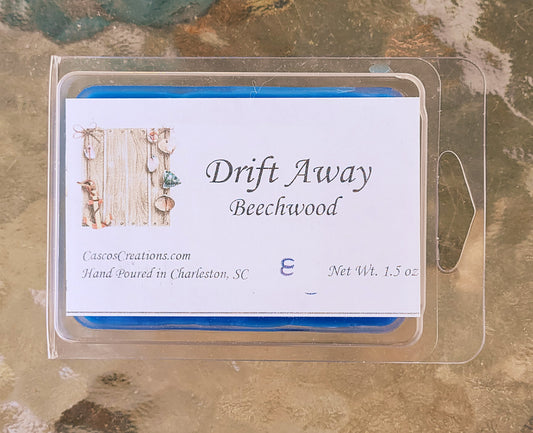 Drift Away
Beechwood
CascosCreations.com
Hand Poured in Charleston, SC
Net Wt. 1.5 oz